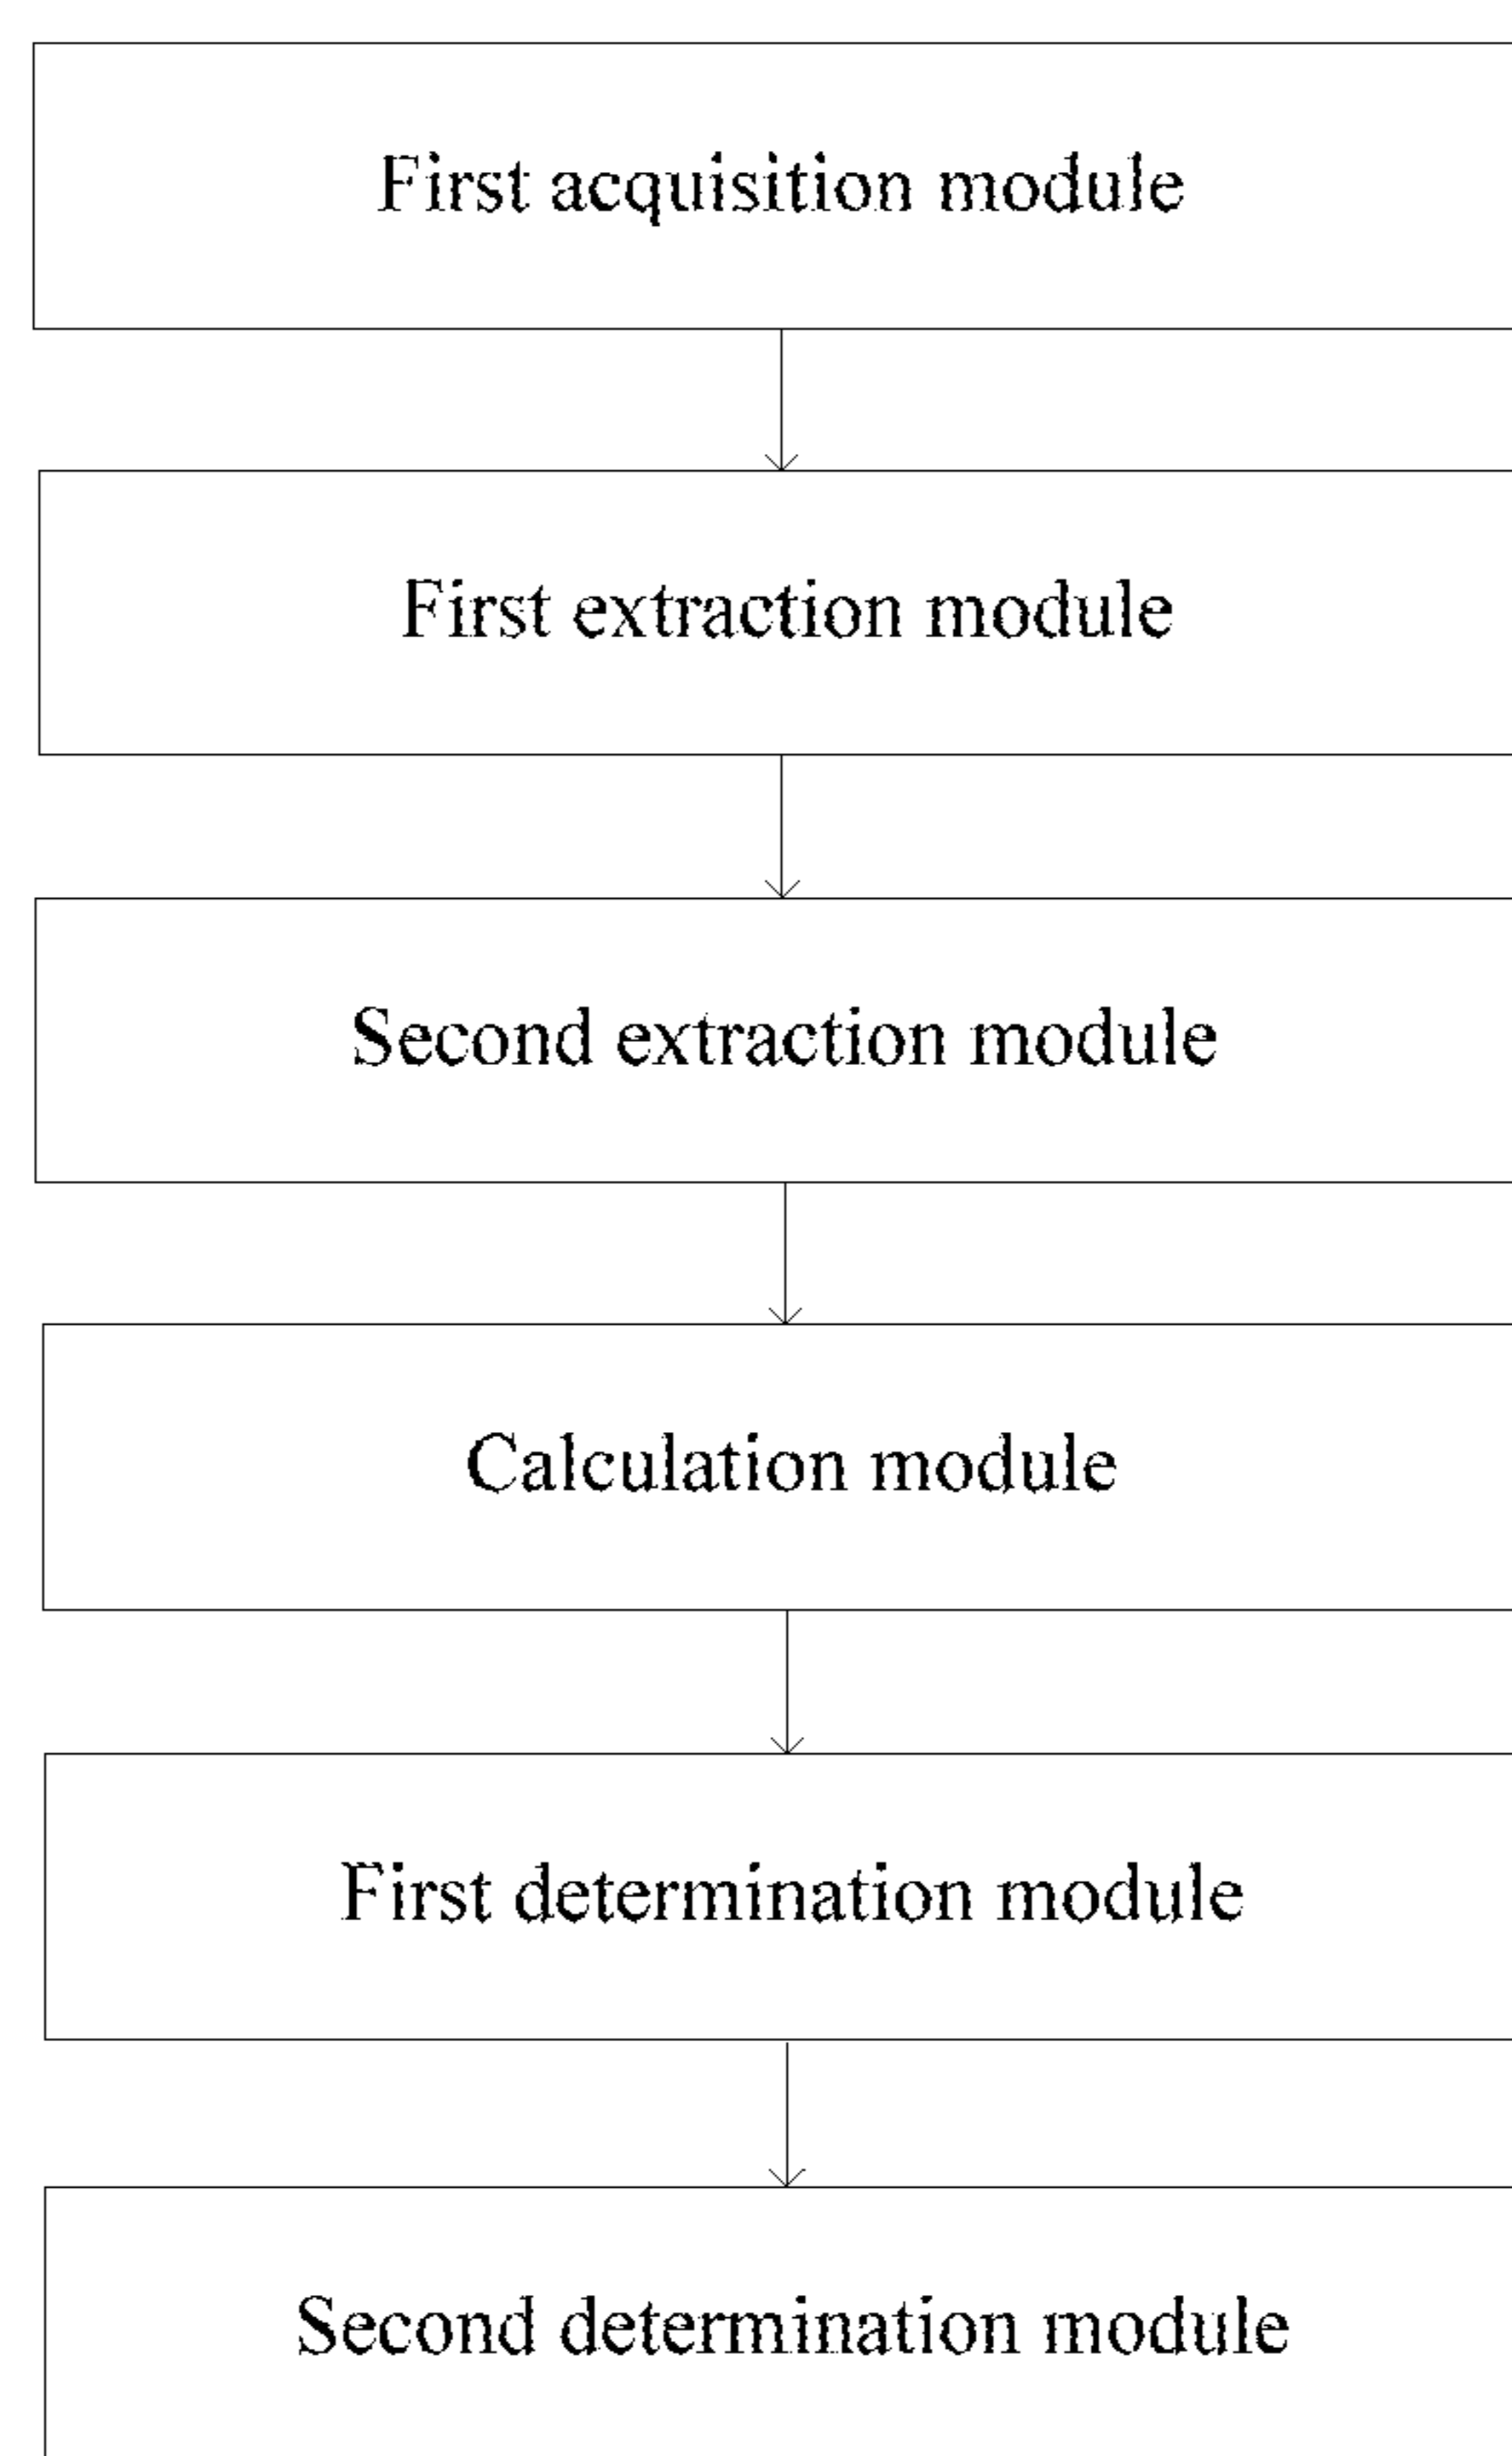 First acquisition module
First extraction module
Second extraction module
Calculation module
First determination module
Second determination module